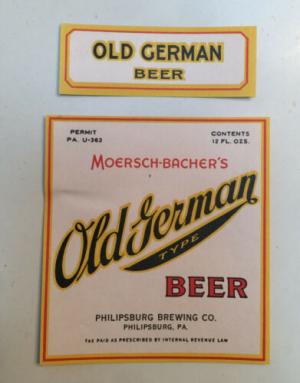 OLD GERMAN
BEER
PERMIT
PA. U-363
CONTENTS
12 FL. OZS.
MOERSCH-BACHER'S
Old German
TYPE
BEER
PHILIPSBURG BREWING CO.
PHILIPSBURG, PA.
TAX PAID AS PRESCRIBED BY INTERNAL REVENUE LAW